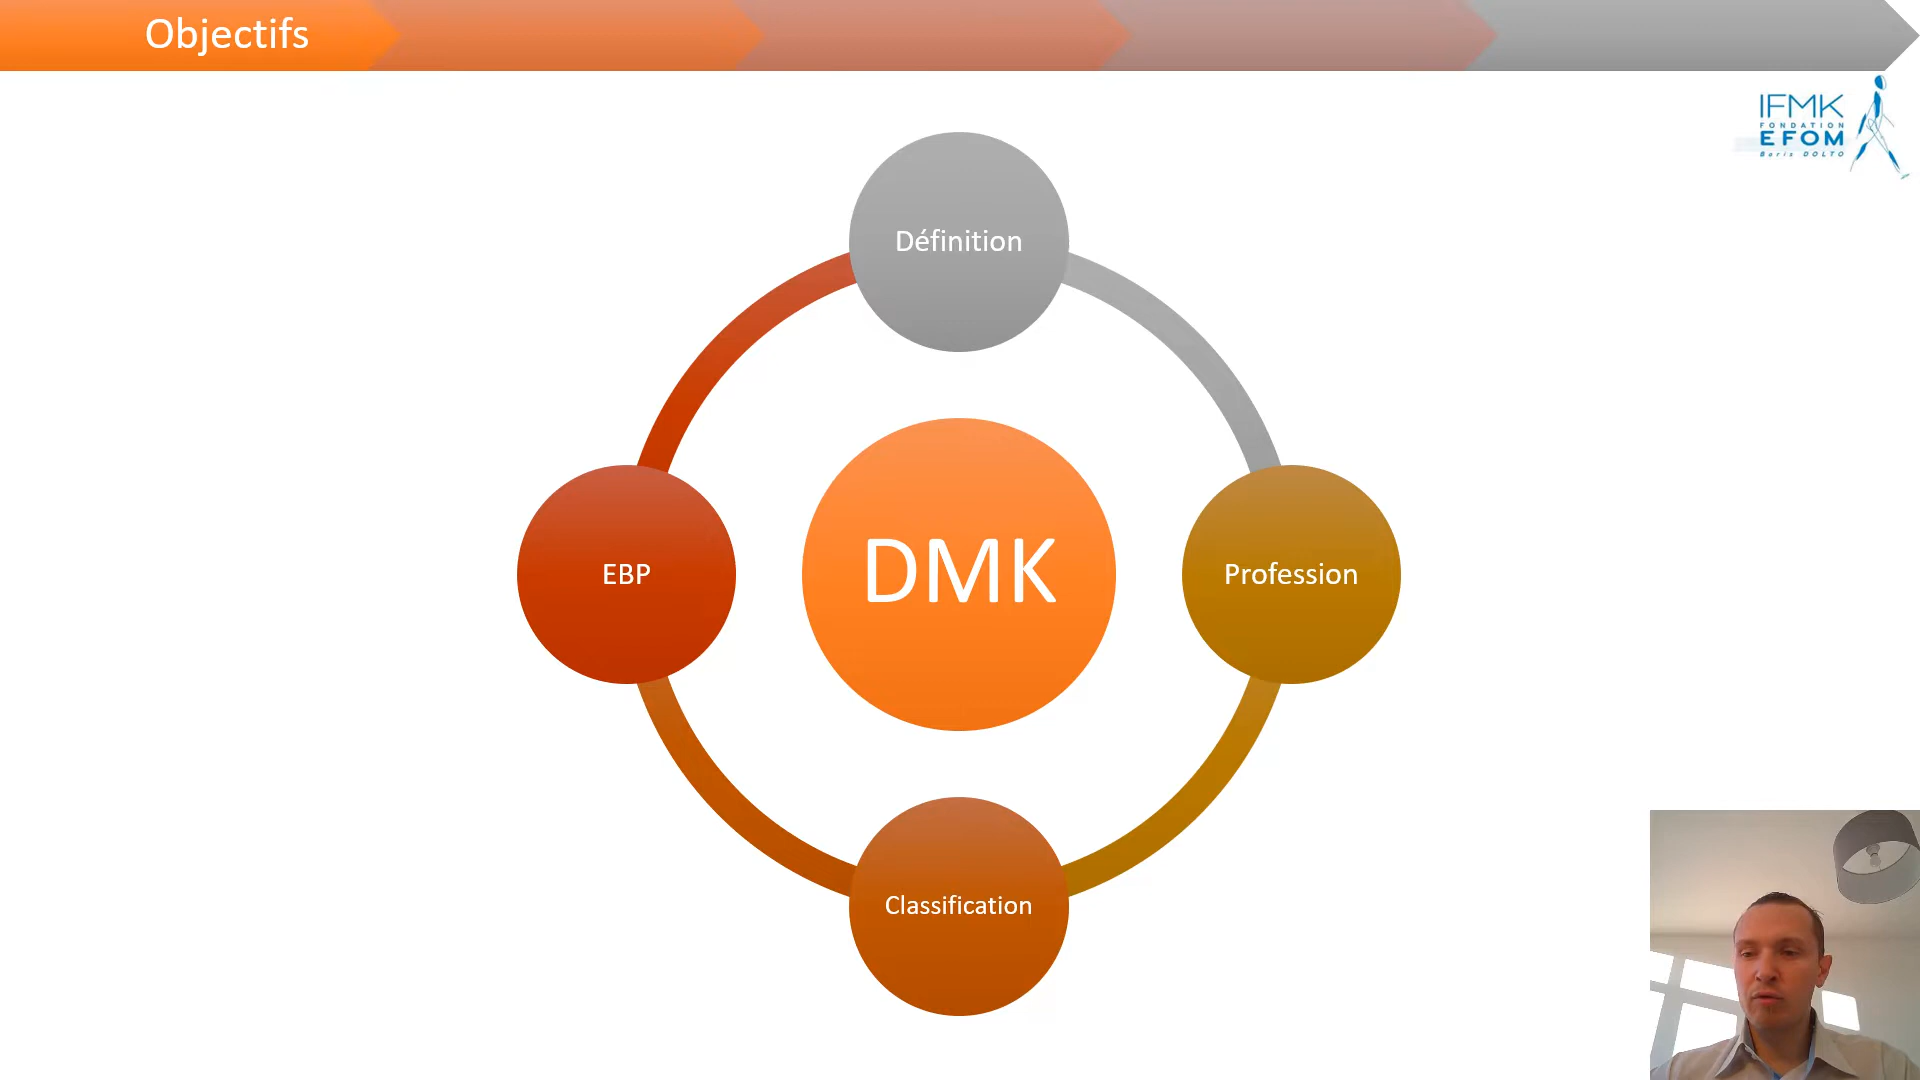 Objectifs
IFMK
FONDATION
EFOM
Boris DOLTO
Définition
EBP
DMK
Profession
Classification